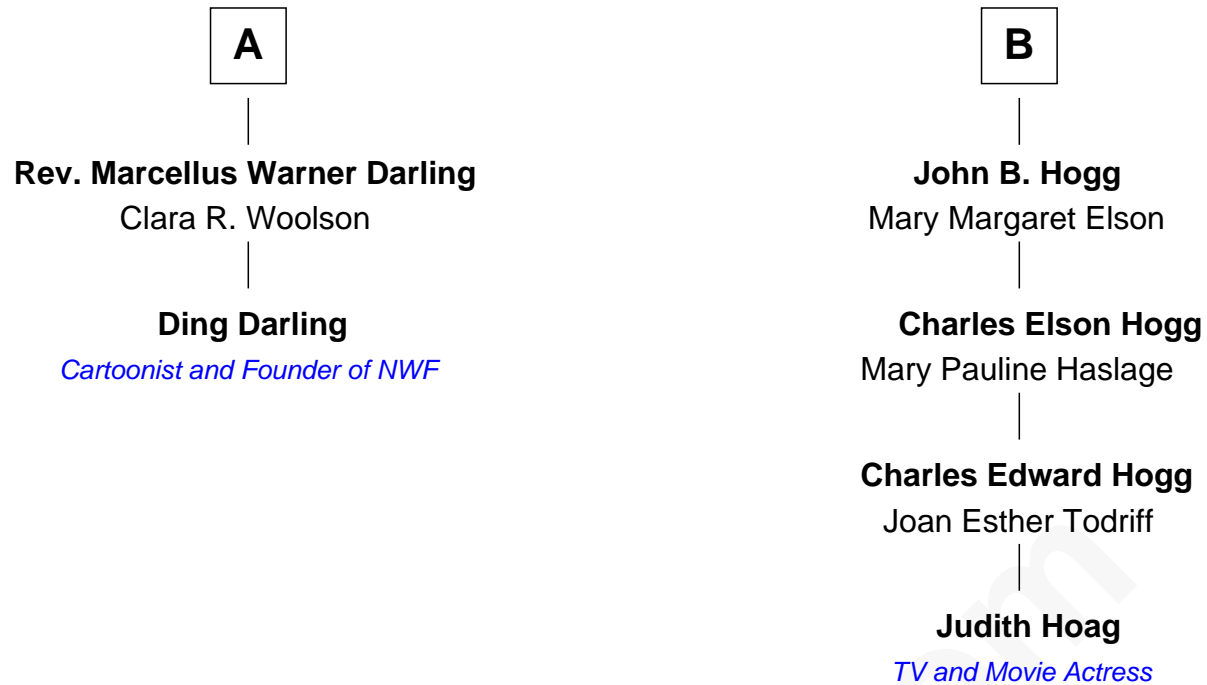 A
Rev. Marcellus Warner Darling
Clara R. Woolson
Ding Darling
Cartoonist and Founder of NWF
B
John B. Hogg
Mary Margaret Elson
Charles Elson Hogg
Mary Pauline Haslage
Charles Edward Hogg
Joan Esther Todriff
Judith Hoag
TV and Movie Actress